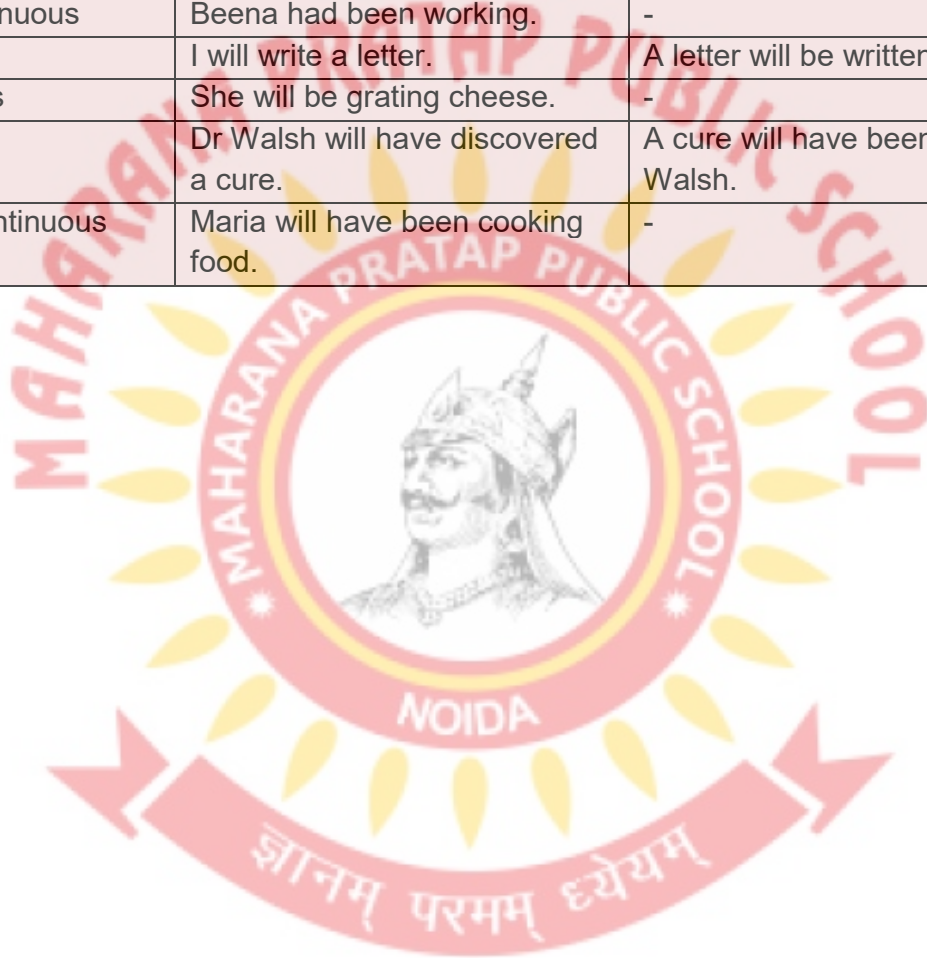 nuous Beena had been working. -
I will write a letter. A letter will be written
s She will be grating cheese. -
Dr Walsh will have discovered A cure will have been
a cure. Walsh.
ntinuous Maria will have been cooking -
food.
MAHARANA PRATAP PUBLIC SCHOOL
MAHARANA PRATAP PUBLIC SCHOOL
NOIDA
ज्ञानम् परमम् ध्येयम्